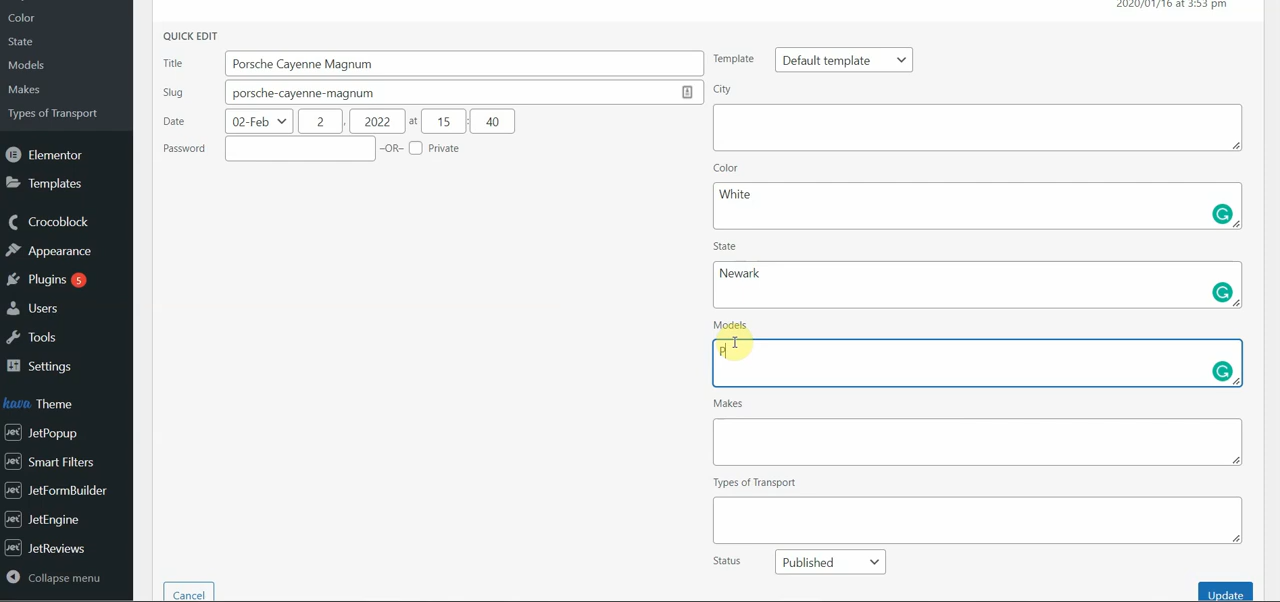 2020/01/16 at 3:53 pm
Color
State
Models
Makes
Types of Transport
Elementor
Templates
Crocoblock
Appearance
Plugins 5
Users
Tools
Settings
kava Theme
JetPopup
Smart Filters
JetFormBuilder
JetEngine
JetReviews
Collapse menu
QUICK EDIT
Title Porsche Cayenne Magnum
Slug porsche-cayenne-magnum
Date 02-Feb 2 , 2022 at 15 : 40
Password –OR– Private
Template Default template
City
Color
White
State
Newark
Models
P
Makes
Types of Transport
Status Published
Cancel
Update